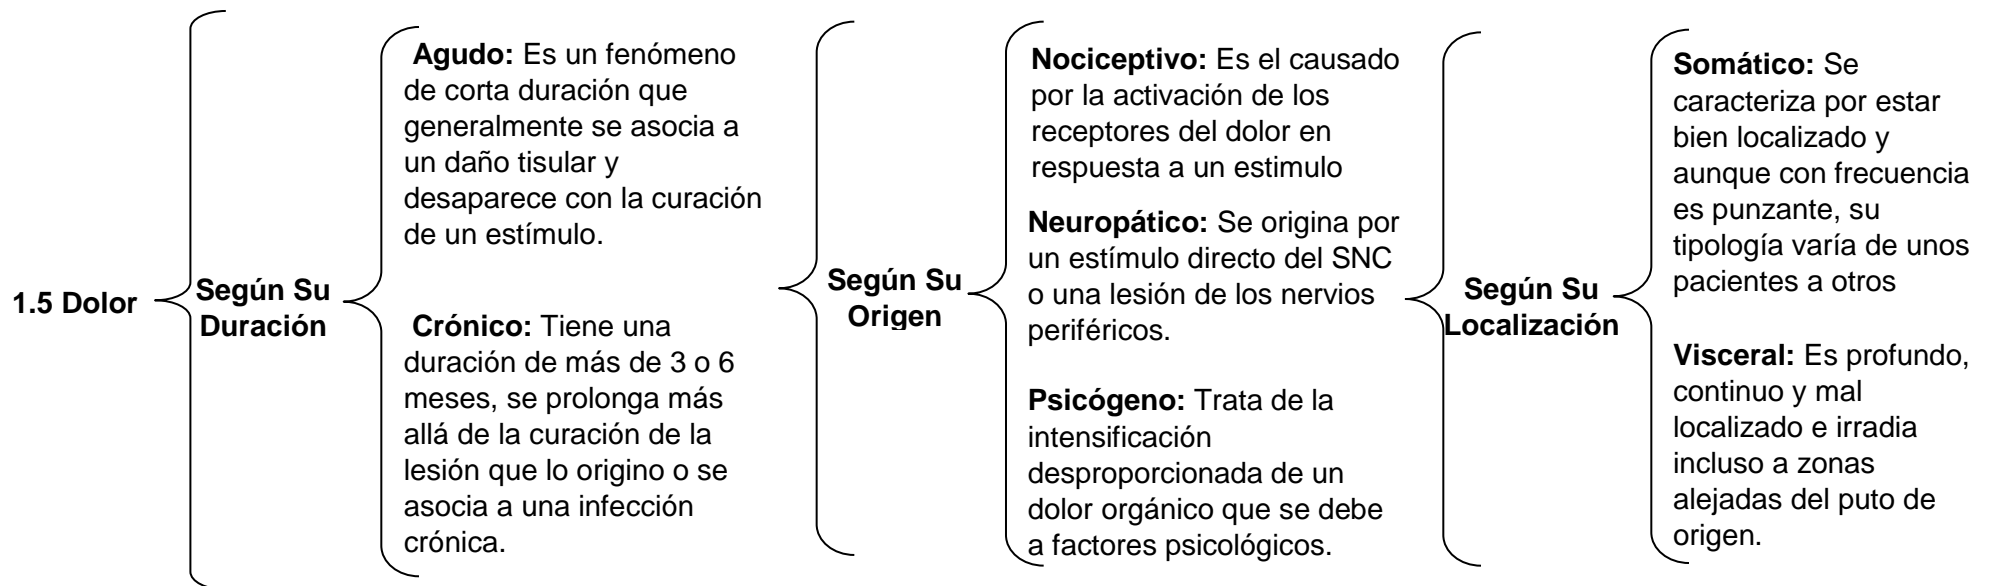 1.5 Dolor
Según Su
Duración
Agudo: Es un fenómeno
de corta duración que
generalmente se asocia a
un daño tisular y
desaparece con la curación
de un estímulo.
Crónico: Tiene una
duración de más de 3 o 6
meses, se prolonga más
allá de la curación de la
lesión que lo origino o se
asocia a una infección
crónica.
Según Su
Origen
Nociceptivo: Es el causado
por la activación de los
receptores del dolor en
respuesta a un estimulo
Neuropático: Se origina por
un estímulo directo del SNC
o una lesión de los nervios
periféricos.
Psicógeno: Trata de la
intensificación
desproporcionada de un
dolor orgánico que se debe
a factores psicológicos.
Según Su
Localización
Somático: Se
caracteriza por estar
bien localizado y
aunque con frecuencia
es punzante, su
tipología varía de unos
pacientes a otros
Visceral: Es profundo,
continuo y mal
localizado e irradia
incluso a zonas
alejadas del puto de
origen.